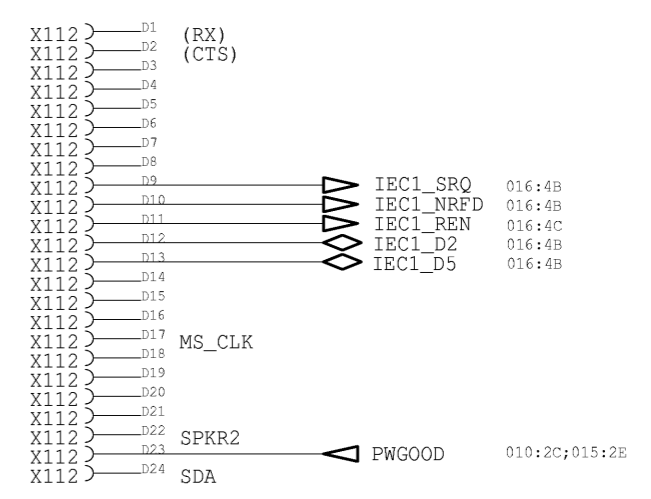 X112 D1 (RX)
X112 D2 (CTS)
X112 D3
X112 D4
X112 D5
X112 D6
X112 D7
X112 D8
X112 D9 IEC1_SRQ 016:4B
X112 D10 IEC1_NRFD 016:4B
X112 D11 IEC1_REN 016:4C
X112 D12 IEC1_D2 016:4B
X112 D13 IEC1_D5 016:4B
X112 D14
X112 D15
X112 D16
X112 D17 MS_CLK
X112 D18
X112 D19
X112 D20
X112 D21
X112 D22 SPKR2
X112 D23 PWGOOD 010:2C;015:2E
X112 D24 SDA